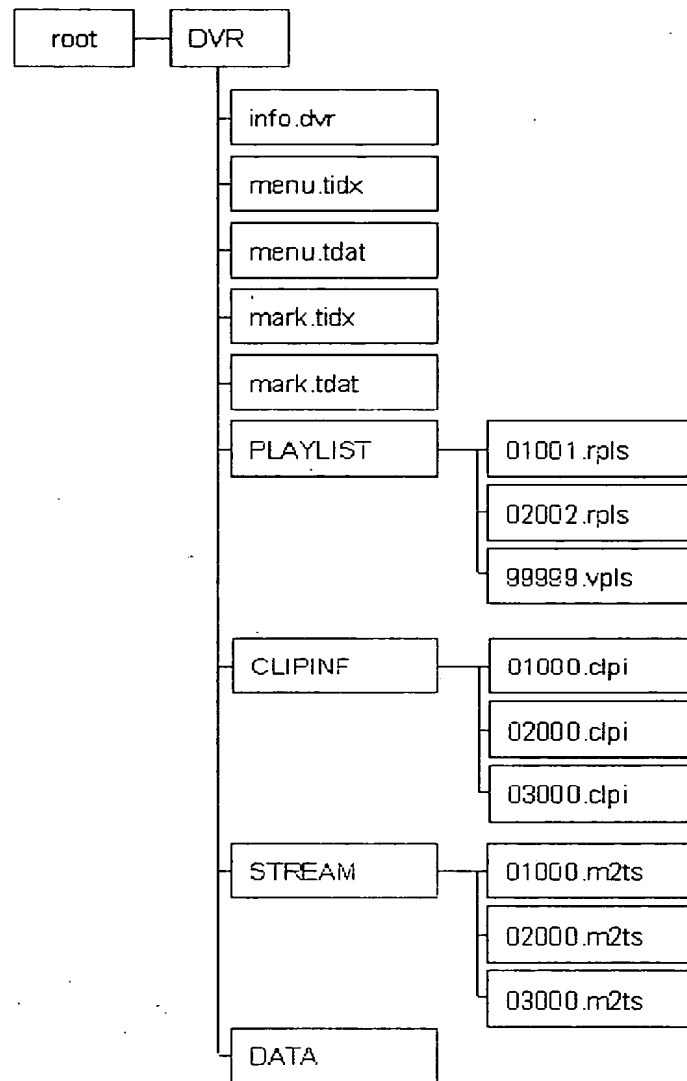 root
DVR
info.dvr
menu.tidx
menu.tdat
mark.tidx
mark.tdat
PLAYLIST
01001.rpls
02002.rpls
99999.vpls
CLIPINF
01000.clpi
02000.clpi
03000.clpi
STREAM
01000.m2ts
02000.m2ts
03000.m2ts
DATA